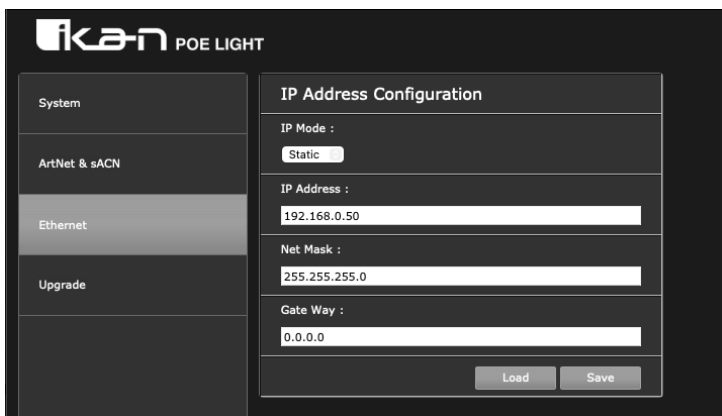 ikan POE LIGHT
System
ArtNet & sACN
Ethernet
Upgrade
IP Address Configuration
IP Mode :
Static
IP Address :
192.168.0.50
Net Mask :
255.255.255.0
Gate Way :
0.0.0.0
Load Save